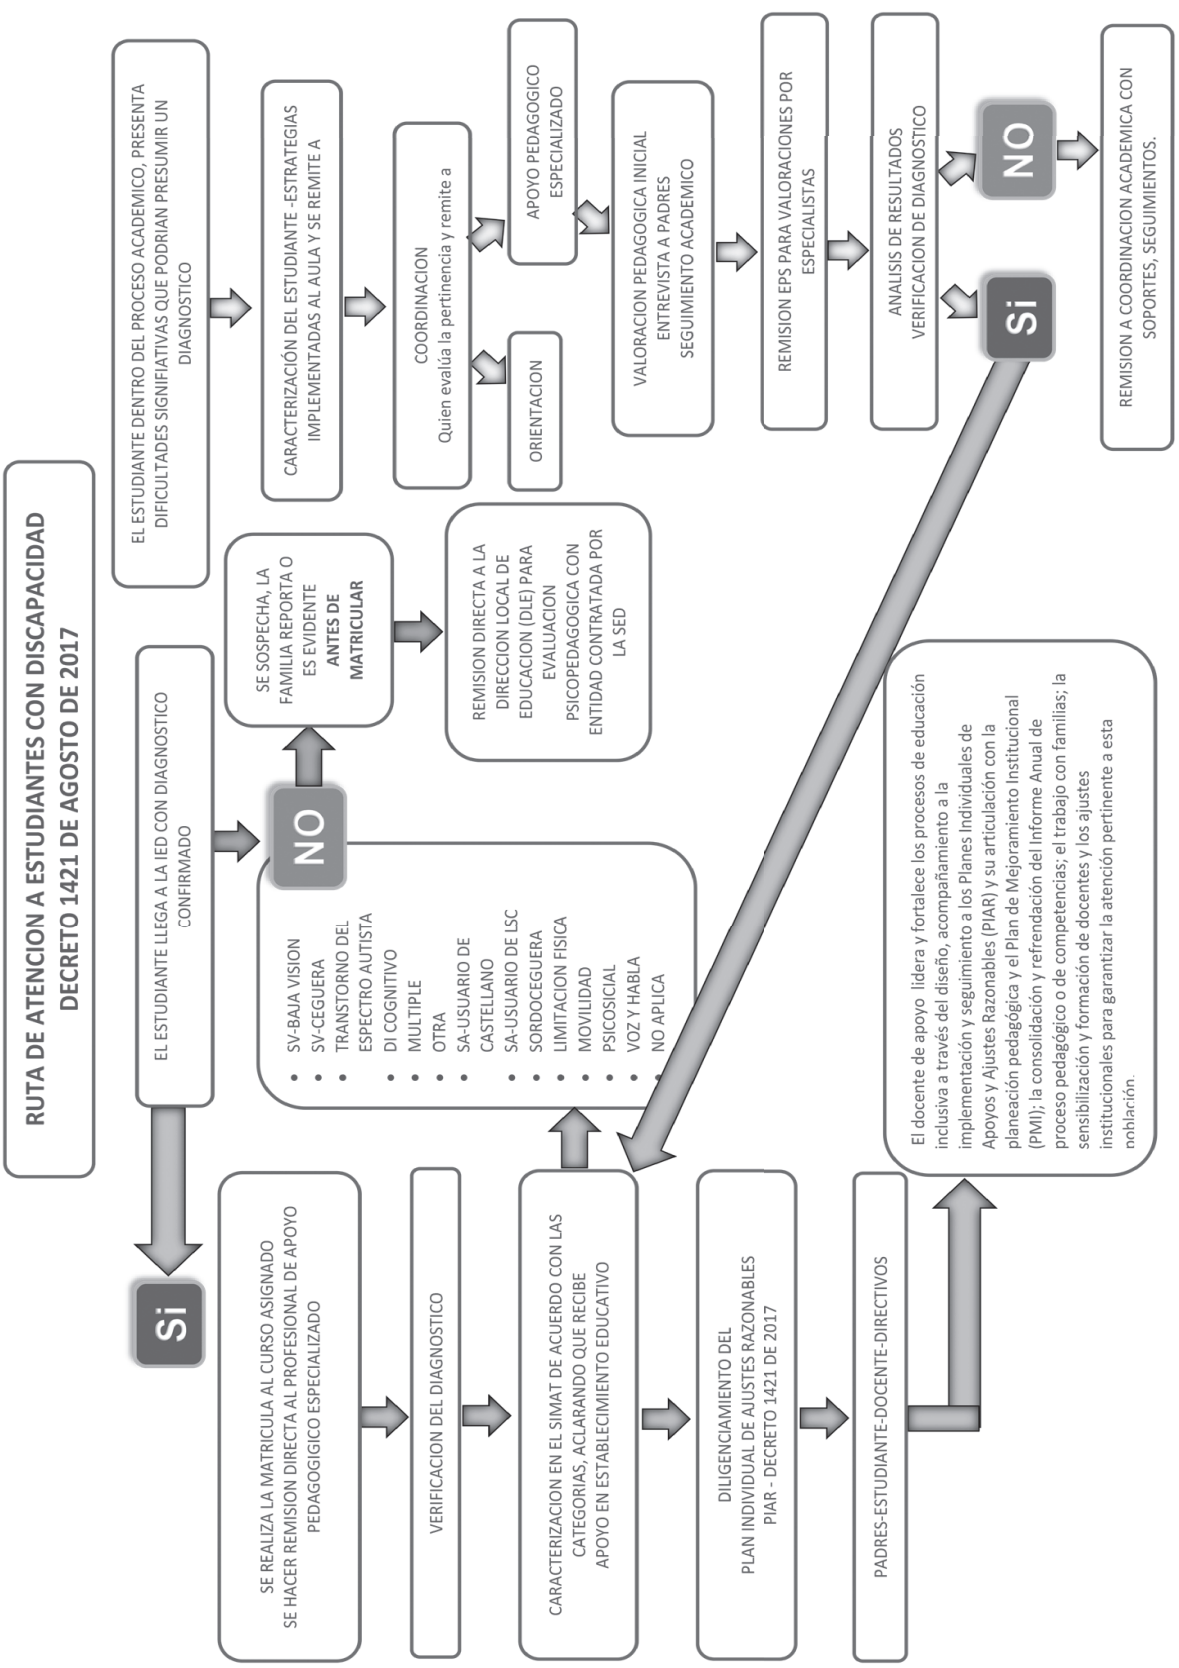 RUTA DE ATENCION A ESTUDIANTES CON DISCAPACIDAD
DECRETO 1421 DE AGOSTO DE 2017
EL ESTUDIANTE LLEGA A LA IED CON DIAGNOSTICO
CONFIRMADO
Si
SE REALIZA LA MATRICULA AL CURSO ASIGNADO
SE HACER REMISION DIRECTA AL PROFESIONAL DE APOYO
PEDAGOGICO ESPECIALIZADO
VERIFICACION DEL DIAGNOSTICO
CARACTERIZACION EN EL SIMAT DE ACUERDO CON LAS
CATEGORIAS, ACLARANDO QUE RECIBE
APOYO EN ESTABLECIMIENTO EDUCATIVO
DILIGENCIAMIENTO DEL
PLAN INDIVIDUAL DE AJUSTES RAZONABLES
PIAR - DECRETO 1421 DE 2017
PADRES-ESTUDIANTE-DOCENTE-DIRECTIVOS
NO
• SV-BAJA VISION
• SV-CEGUERA
• TRANSTORNO DEL
ESPECTRO AUTISTA
• DI COGNITIVO
• MULTIPLE
• OTRA
• SA-USUARIO DE
CASTELLANO
• SA-USUARIO DE LSC
• SORDOCEGUERA
• LIMITACION FISICA
• MOVILIDAD
• PSICOSICIAL
• VOZ Y HABLA
• NO APLICA
El docente de apoyo lidera y fortalece los procesos de educación
inclusiva a través del diseño, acompañamiento a la
implementación y seguimiento a los Planes Individuales de
Apoyos y Ajustes Razonables (PIAR) y su articulación con la
planeación pedagógica y el Plan de Mejoramiento Institucional
(PMI); la consolidación y refrendación del Informe Anual de
proceso pedagógico o de competencias; el trabajo con familias; la
sensibilización y formación de docentes y los ajustes
institucionales para garantizar la atención pertinente a esta
población.
SE SOSPECHA, LA
FAMILIA REPORTA O
ES EVIDENTE
ANTES DE
MATRICULAR
REMISION DIRECTA A LA
DIRECCION LOCAL DE
EDUCACION (DLE) PARA
EVALUACION
PSICOPEDAGOGICA CON
ENTIDAD CONTRATADA POR
LA SED
EL ESTUDIANTE DENTRO DEL PROCESO ACADEMICO, PRESENTA
DIFICULTADES SIGNIFIATIVAS QUE PODRIAN PRESUMIR UN
DIAGNOSTICO
CARACTERIZACIÓN DEL ESTUDIANTE -ESTRATEGIAS
IMPLEMENTADAS AL AULA Y SE REMITE A
COORDINACION
Quien evalúa la pertinencia y remite a
ORIENTACION
APOYO PEDAGOGICO
ESPECIALIZADO
VALORACION PEDAGOGICA INICIAL
ENTREVISTA A PADRES
SEGUIMIENTO ACADEMICO
REMISION EPS PARA VALORACIONES POR
ESPECIALISTAS
ANALISIS DE RESULTADOS
VERIFICACION DE DIAGNOSTICO
Si
NO
REMISION A COORDINACION ACADEMICA CON
SOPORTES, SEGUIMIENTOS.